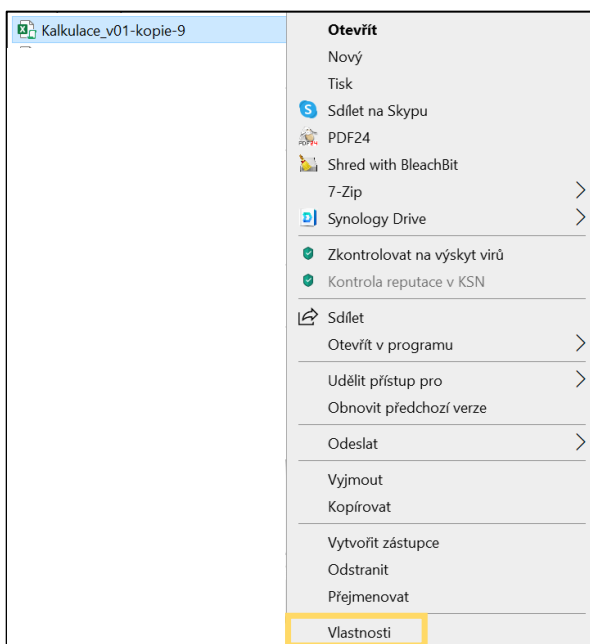 Kalkulace_v01-kopie-9
Otevřít
Nový
Tisk
Sdílet na Skypu
PDF24
Shred with BleachBit
7-Zip
Synology Drive
Zkontrolovat na výskyt virů
Kontrola reputace v KSN
Sdílet
Otevřít v programu
Udělit přístup pro
Obnovit předchozí verze
Odeslat
Vyjmout
Kopírovat
Vytvořit zástupce
Odstranit
Přejmenovat
Vlastnosti